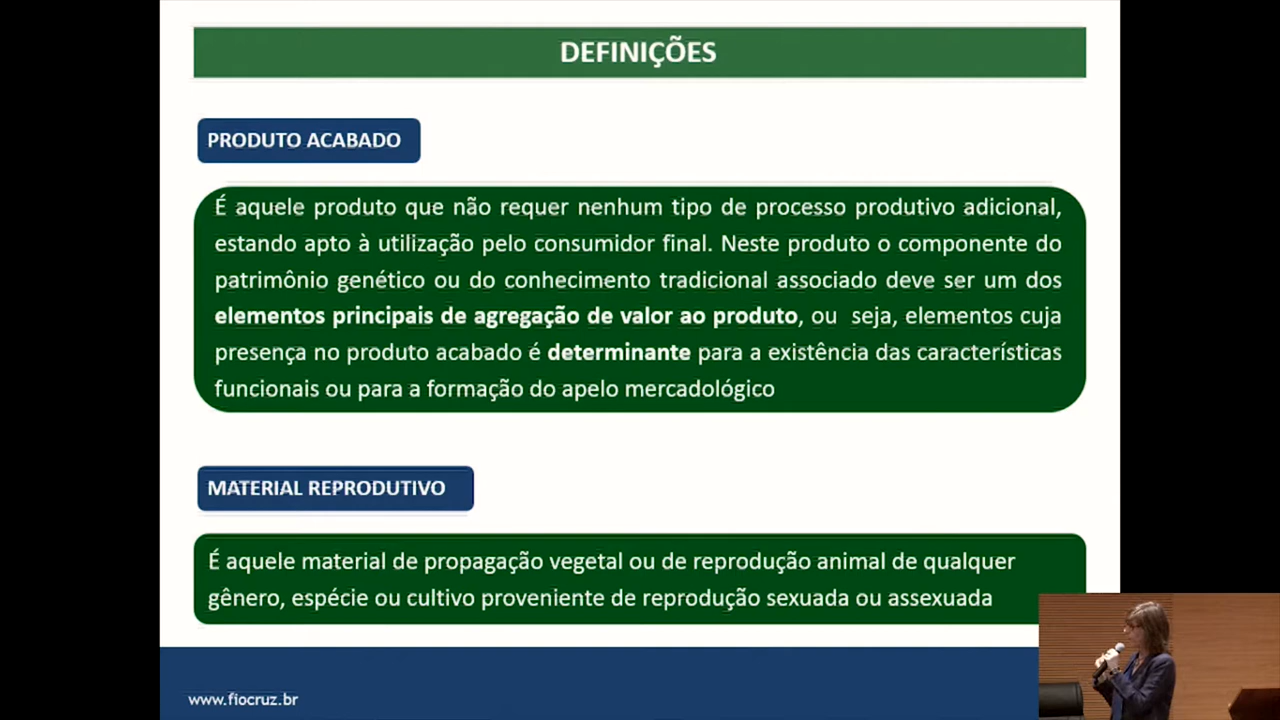 DEFINIÇÕES
PRODUTO ACABADO
É aquele produto que não requer nenhum tipo de processo produtivo adicional,
estando apto à utilização pelo consumidor final. Neste produto o componente do
patrimônio genético ou do conhecimento tradicional associado deve ser um dos
elementos principais de agregação de valor ao produto, ou seja, elementos cuja
presença no produto acabado é determinante para a existência das características
funcionais ou para a formação do apelo mercadológico
MATERIAL REPRODUTIVO
É aquele material de propagação vegetal ou de reprodução animal de qualquer
gênero, espécie ou cultivo proveniente de reprodução sexuada ou assexuada
www.fiocruz.br